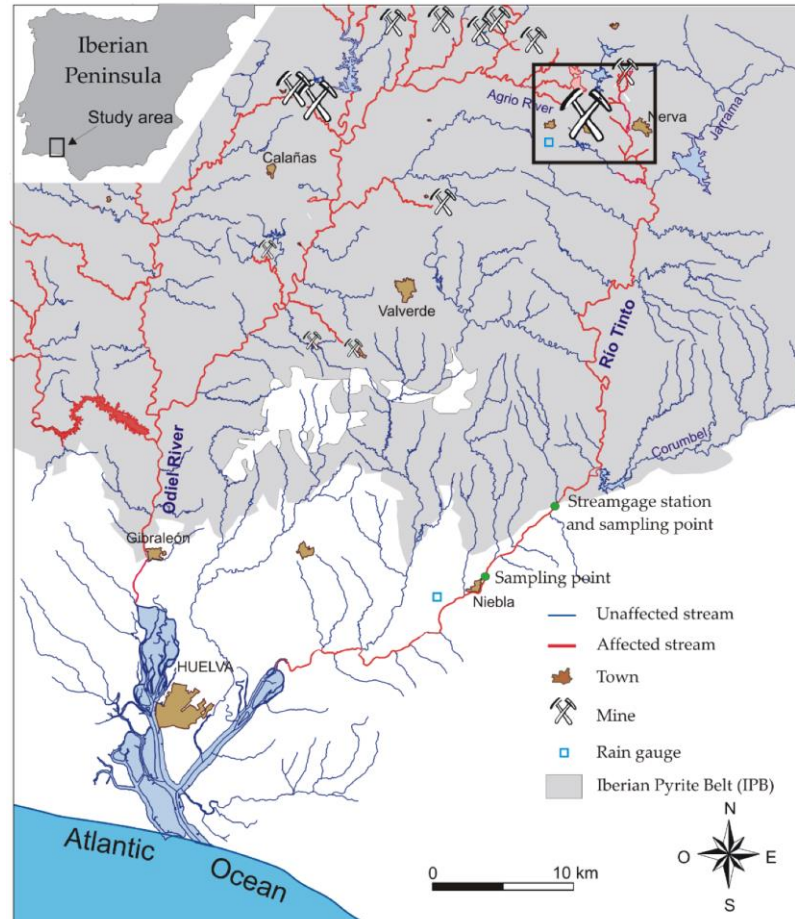 Iberian
Peninsula
Study area
Agrio River
Nerva
Jarrama
Calañas
Valverde
Río Tinto
Corumbel
Odiel River
Streamgage station
and sampling point
Gibraleón
Sampling point
Niebla
Unaffected stream
Affected stream
HUELVA
Town
Mine
Rain gauge
Iberian Pyrite Belt (IPB)
Atlantic
Ocean
N
O
E
S
0
10 km